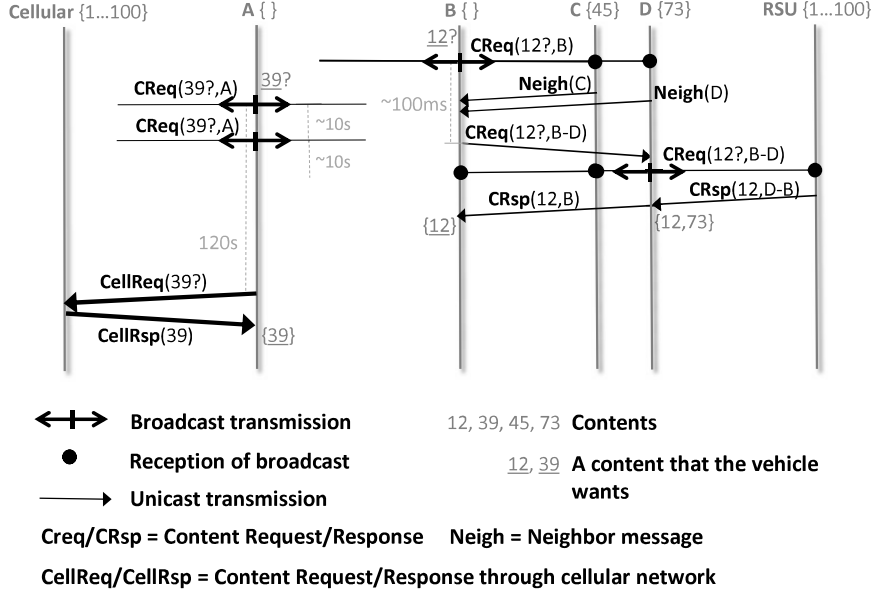 Cellular {1...100} A { } B { } C {45} D {73} RSU {1...100}
12? CReq(12?,B)
39? Neigh(C)
CReq(39?,A) Neigh(D)
~100ms
CReq(39?,A) ~10s CReq(12?,B-D)
~10s CReq(12?,B-D)
CRsp(12,B) CRsp(12,D-B)
{12} {12,73}
120s
CellReq(39?)
CellRsp(39) {39}
Broadcast transmission 12, 39, 45, 73 Contents
Reception of broadcast 12, 39 A content that the vehicle
wants
Unicast transmission
Creq/CRsp = Content Request/Response Neigh = Neighbor message
CellReq/CellRsp = Content Request/Response through cellular network